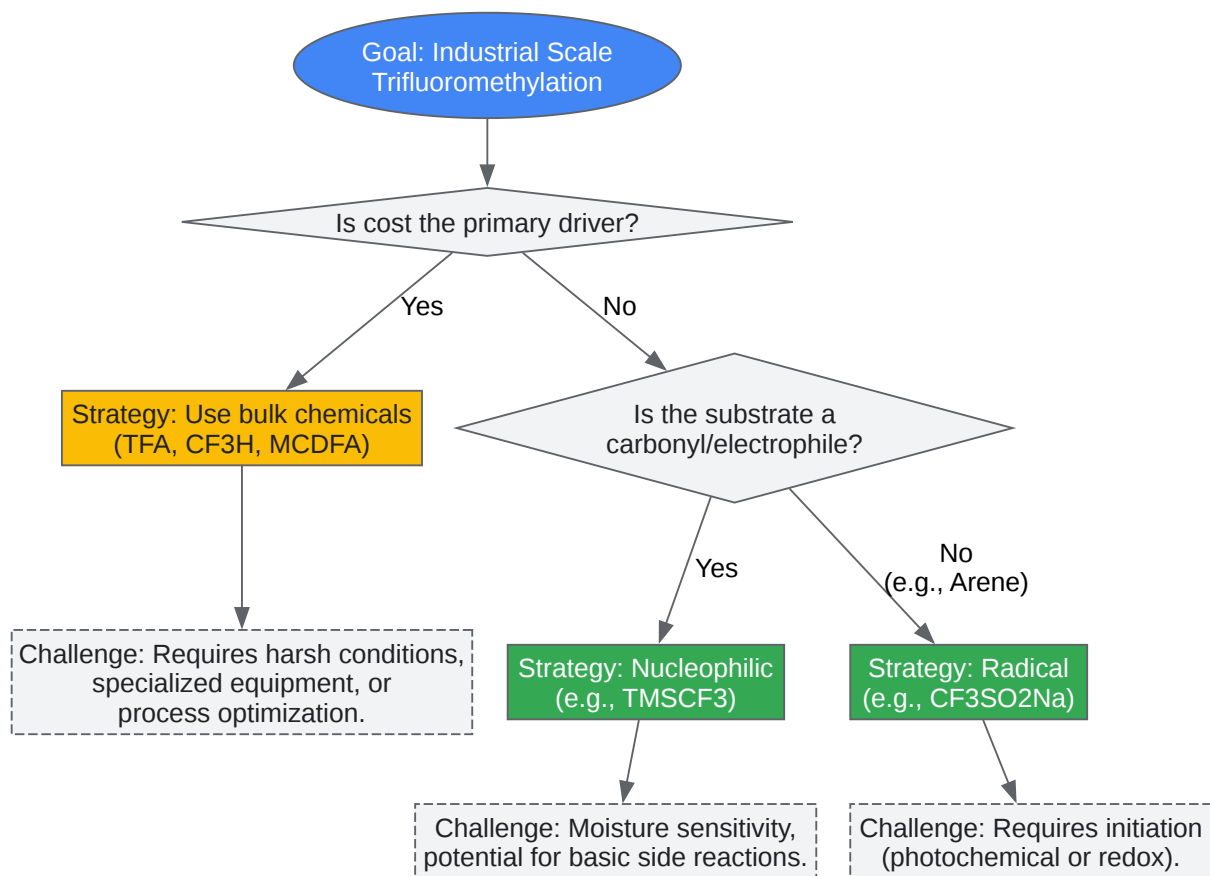 Goal: Industrial Scale
Trifluoromethylation
Is cost the primary driver?
Yes
No
Strategy: Use bulk chemicals
(TFA, CF3H, MCDFA)
Is the substrate a
carbonyl/electrophile?
Yes
No
(e.g., Arene)
Challenge: Requires harsh conditions,
specialized equipment, or
process optimization.
Strategy: Nucleophilic
(e.g., TMSCF3)
Strategy: Radical
(e.g., CF3SO2Na)
Challenge: Moisture sensitivity,
potential for basic side reactions.
Challenge: Requires initiation
(photochemical or redox).